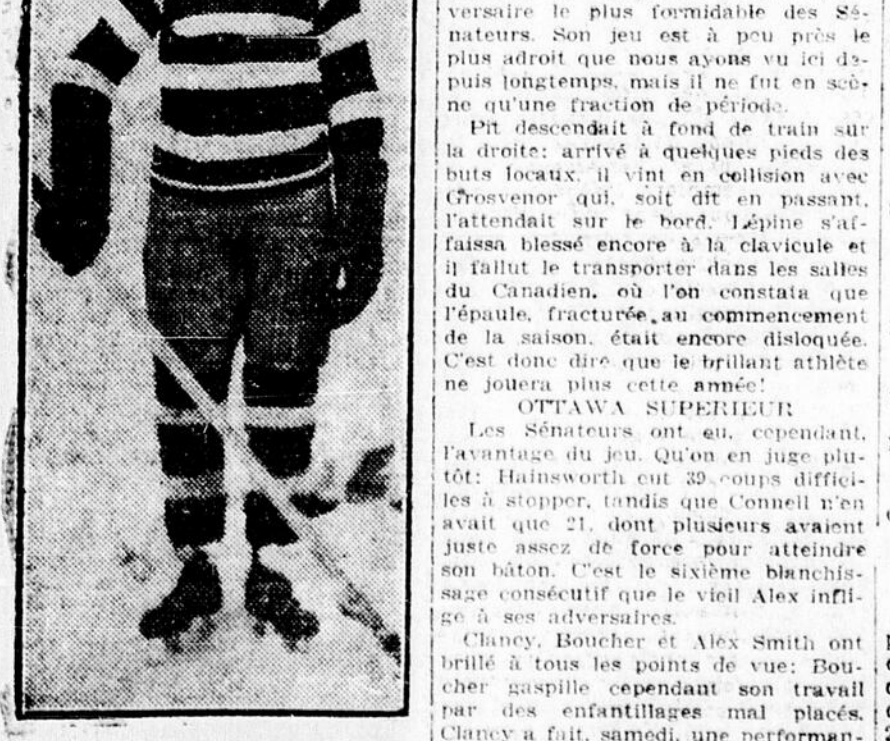 versaire le plus formidable des Sé-
nateurs. Son jeu est à peu près le
plus adroit que nous ayons vu ici de-
puis longtemps, mais il ne fut en scè-
ne qu'une fraction de période.
Pit descendait à fond de train sur
la droite; arrivé à quelques pieds des
buts locaux, il vint en collision avec
Grosvenor qui, soit dit en passant,
l'attendait sur le bord. Lépine s'af-
faissa blessé encore à la clavicule et
il fallut le transporter dans les salles
du Canadien, où l'on constata que
l'épaule, fracturée au commencement
de la saison, était encore disloquée.
C'est donc dire que le brillant athlète
ne jouera plus cette année!
OTTAWA SUPERIEUR
Les Sénateurs ont eu, cependant,
l'avantage du jeu. Qu'on en juge plu-
tôt: Hainsworth eut 39 coups diffici-
les à stopper, tandis que Connell n'en
avait que 21, dont plusieurs avaient
juste assez de force pour atteindre
son bâton. C'est le sixième blanchis-
sage consécutif que le vieil Alex infli-
ge à ses adversaires.
Clancy, Boucher et Alex Smith ont
brillé à tous les points de vue; Bou-
cher gaspille cependant son travail
par des enfantillages mal placés.
Clancy a fait, samedi, une performan-